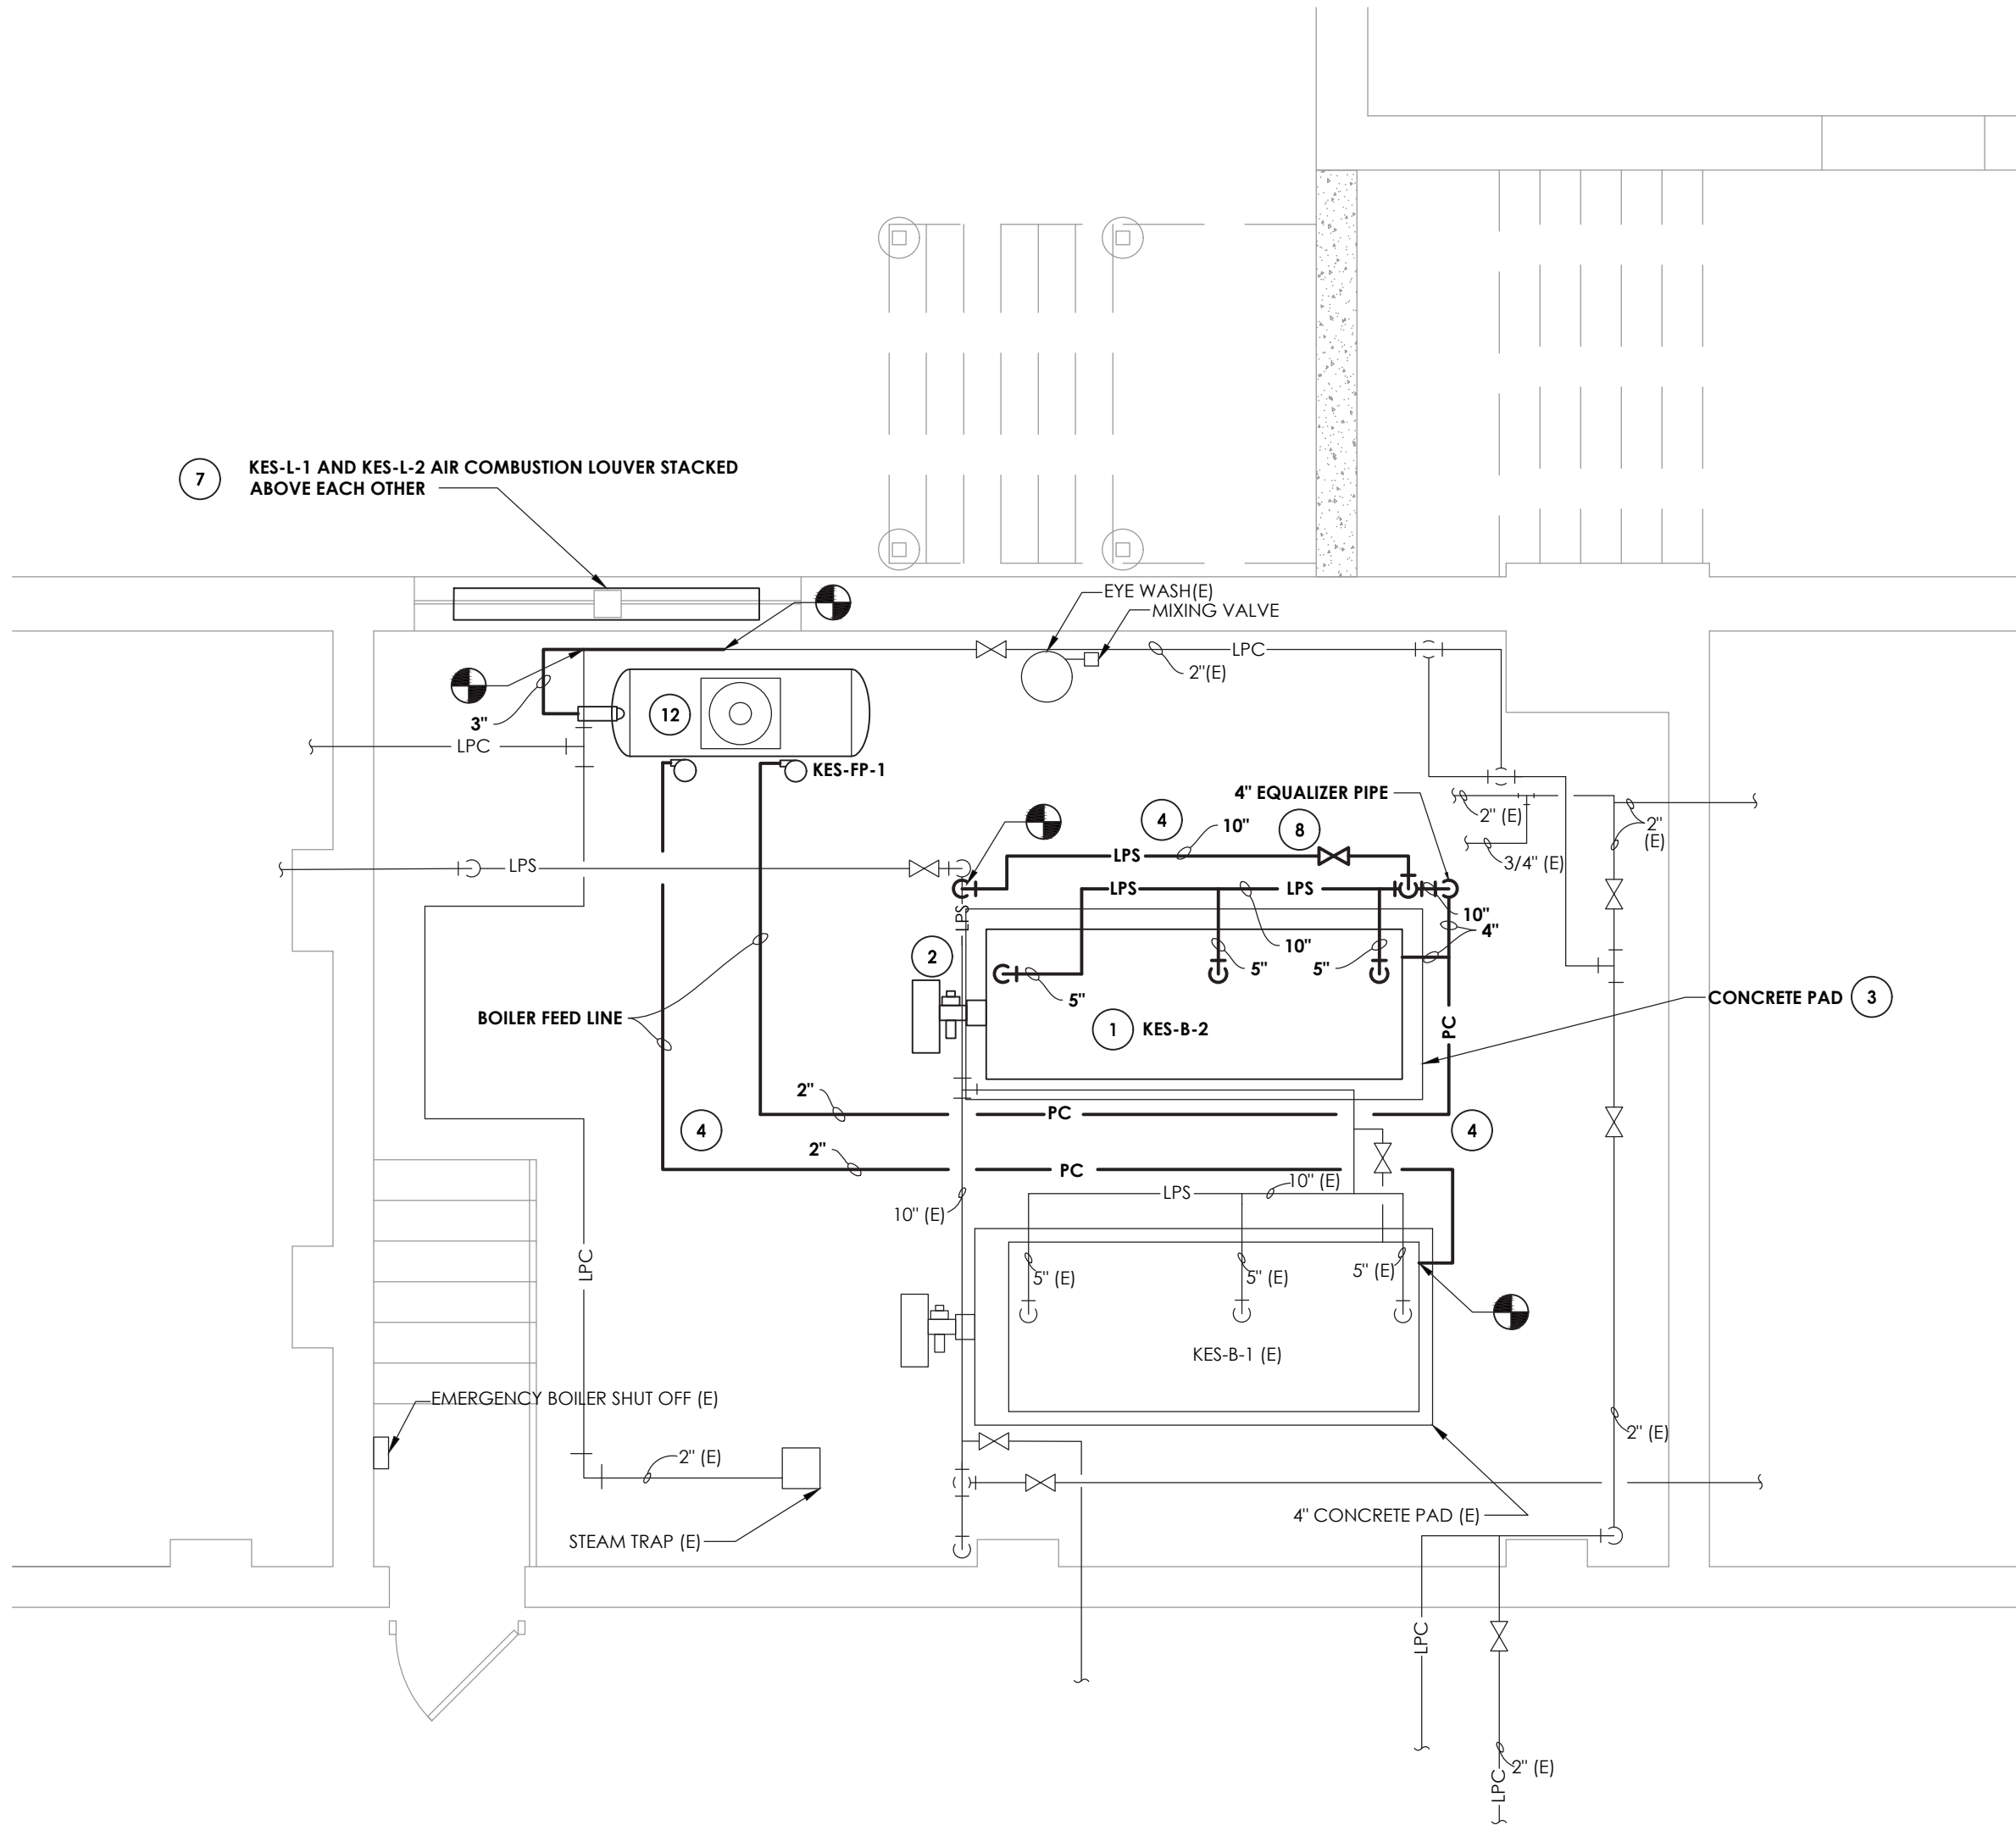 7
KES-L-1 AND KES-L-2 AIR COMBUSTION LOUVER STACKED
ABOVE EACH OTHER
EYE WASH(E)
MIXING VALVE
LPC
2"(E)
12
3"
LPC
KES-FP-1
4" EQUALIZER PIPE
2" (E)
2"
(E)
3/4" (E)
4
10"
8
LPS
LPS
LPS
LPS
LPS
10"
4"
10"
5"
5"
5"
2
1
KES-B-2
CONCRETE PAD
3
BOILER FEED LINE
PC
2"
PC
4
4
2"
PC
10" (E)
LPS
10" (E)
5" (E)
5" (E)
5" (E)
LPC
KES-B-1 (E)
EMERGENCY BOILER SHUT OFF (E)
2" (E)
2" (E)
4" CONCRETE PAD (E)
STEAM TRAP (E)
LPC
2" (E)
LPC